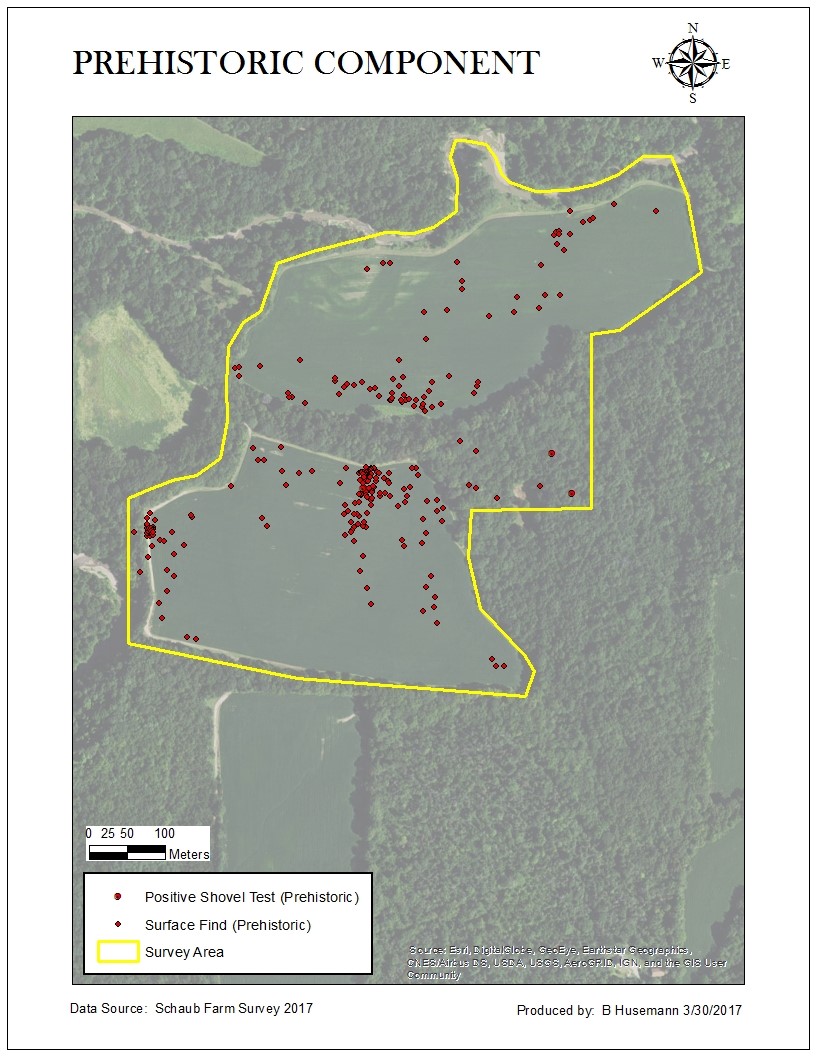 N
PREHISTORIC COMPONENT
W E
S
0 25 50 100
Meters
Positive Shovel Test (Prehistoric)
Surface Find (Prehistoric)
Survey Area
Source: Esri, DigitalGlobe, GeoEye, Earthstar Geographics,
CNES/Airbus DS, USDA, USGS, AeroGRID, IGN, and the GIS User
Community
Data Source: Schaub Farm Survey 2017
Produced by: B Husemann 3/30/2017